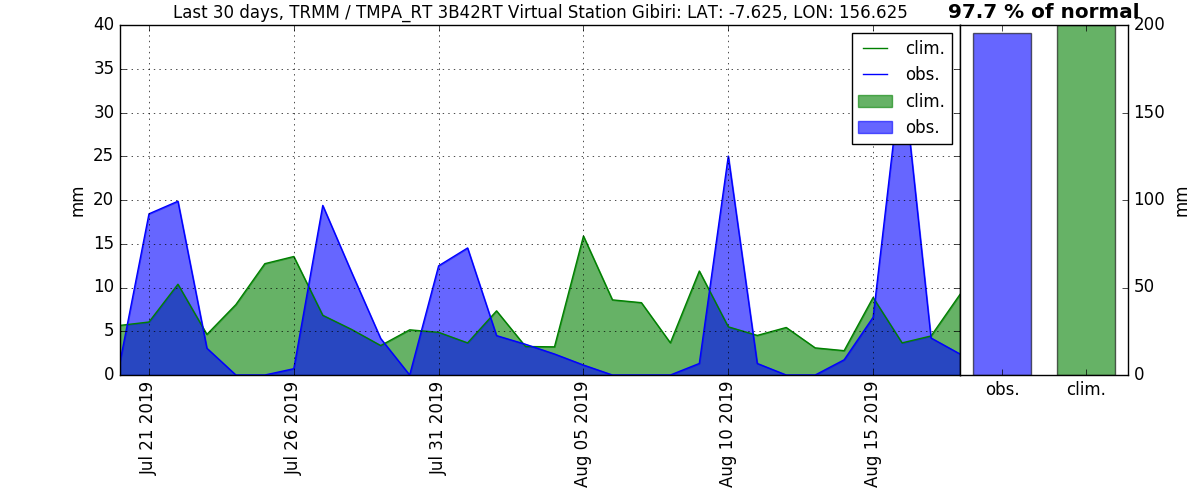 Last 30 days, TRMM / TMPA_RT 3B42RT Virtual Station Gibiri: LAT: -7.625, LON: 156.625
97.7 % of normal
40
35
30
25
20
15
10
5
0
mm
clim.
obs.
clim.
obs.
200
150
100
50
0
mm
Jul 21 2019
Jul 26 2019
Jul 31 2019
Aug 05 2019
Aug 10 2019
Aug 15 2019
obs.
clim.